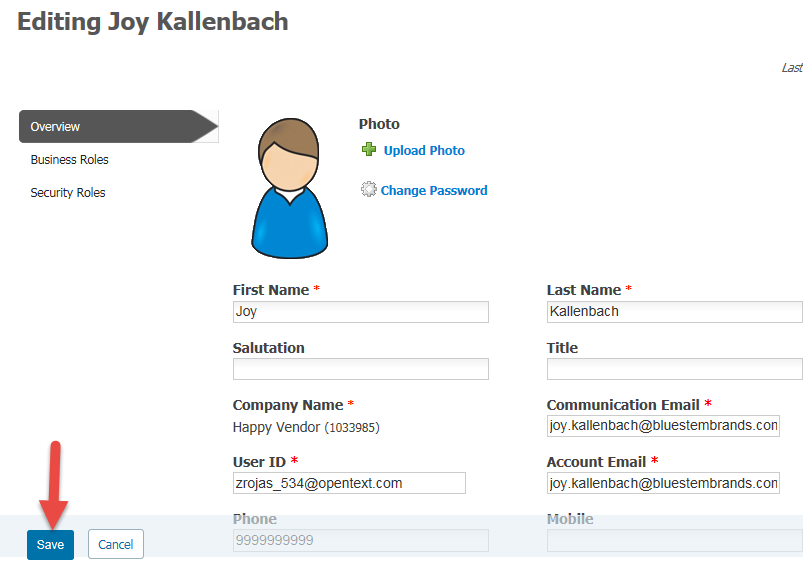 Editing Joy Kallenbach
Last
Overview
Business Roles
Security Roles
Photo
Upload Photo
Change Password
First Name *
Last Name *
Joy
Kallenbach
Salutation
Title
Company Name *
Communication Email *
Happy Vendor (1033985)
joy.kallenbach@bluestembrands.con
User ID *
Account Email *
zrojas_534@opentext.com
joy.kallenbach@bluestembrands.con
Phone
Mobile
9999999999
Save
Cancel